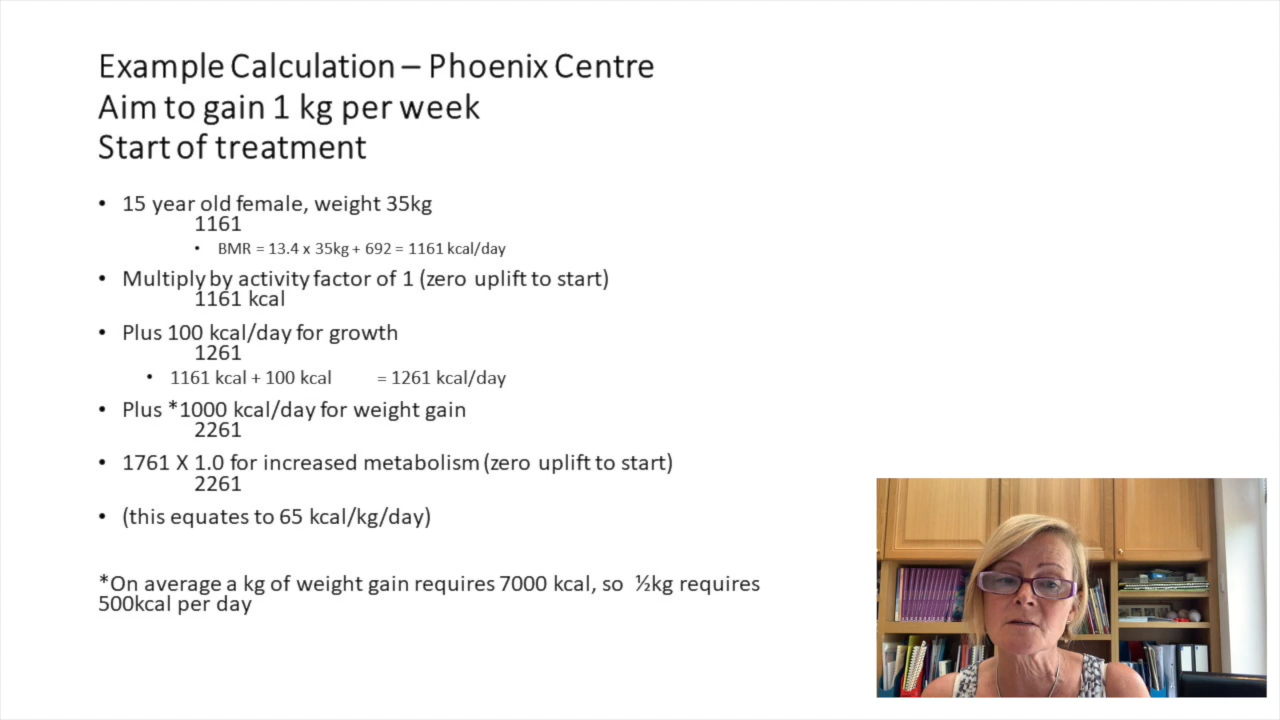 Example Calculation – Phoenix Centre
Aim to gain 1 kg per week
Start of treatment
• 15 year old female, weight 35kg
1161
• BMR = 13.4 x 35kg + 692 = 1161 kcal/day
• Multiply by activity factor of 1 (zero uplift to start)
1161 kcal
• Plus 100 kcal/day for growth
1261
• 1161 kcal + 100 kcal = 1261 kcal/day
• Plus *1000 kcal/day for weight gain
2261
• 1761 X 1.0 for increased metabolism (zero uplift to start)
2261
• (this equates to 65 kcal/kg/day)
*On average a kg of weight gain requires 7000 kcal, so ½kg requires
500kcal per day